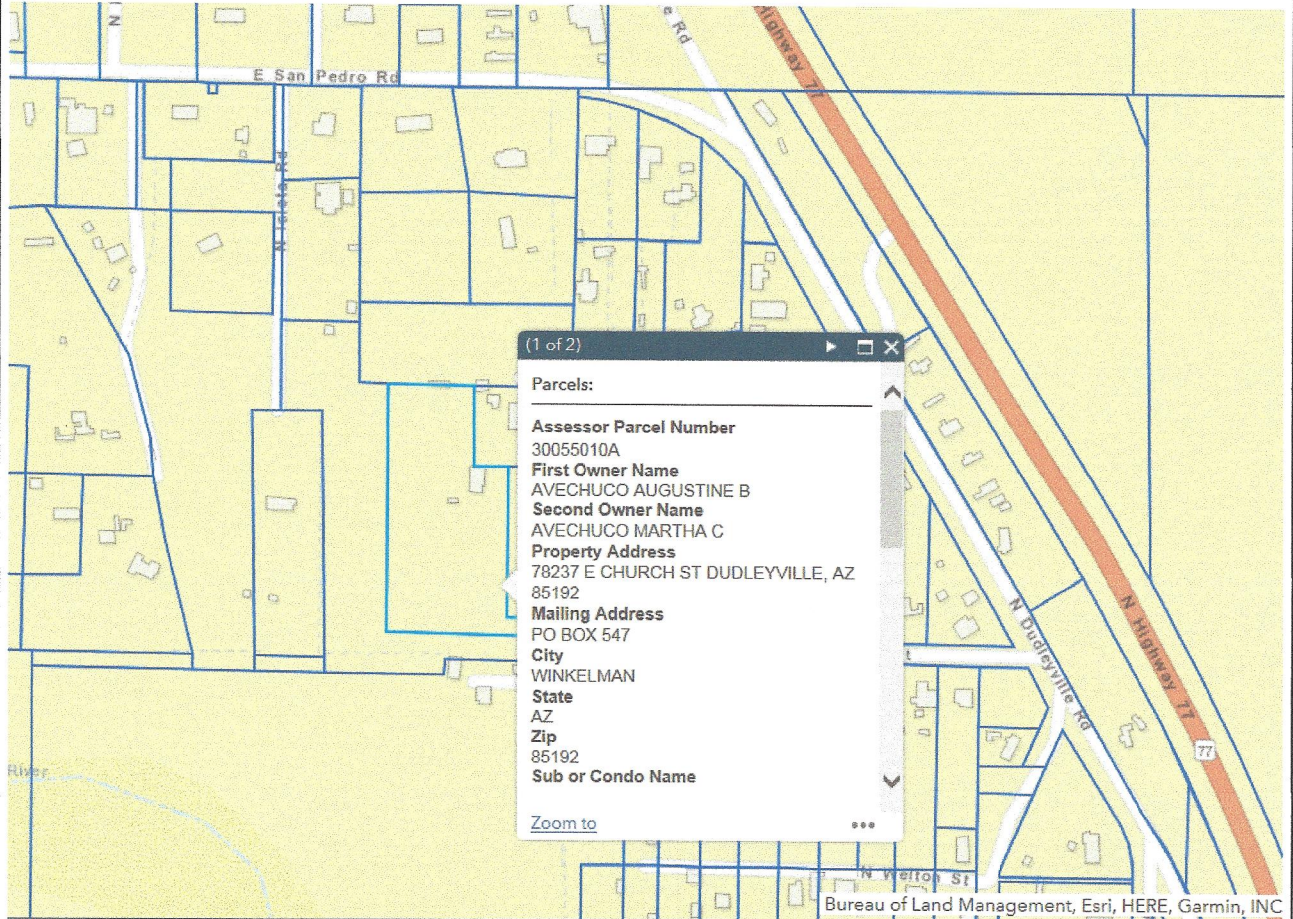 E San Pedro Rd
Highway 77
e Rd
N
(1 of 2)
Parcels:
Assessor Parcel Number
30055010A
First Owner Name
AVECHUCO AUGUSTINE B
Second Owner Name
AVECHUCO MARTHA C
Property Address
78237 E CHURCH ST DUDLEYVILLE, AZ
85192
Mailing Address
PO BOX 547
City
WINKELMAN
State
AZ
Zip
85192
Sub or Condo Name
Zoom to
t
N Dudleyville Rd
N Highway 77
77
River
N Welton St
Bureau of Land Management, Esri, HERE, Garmin, INC